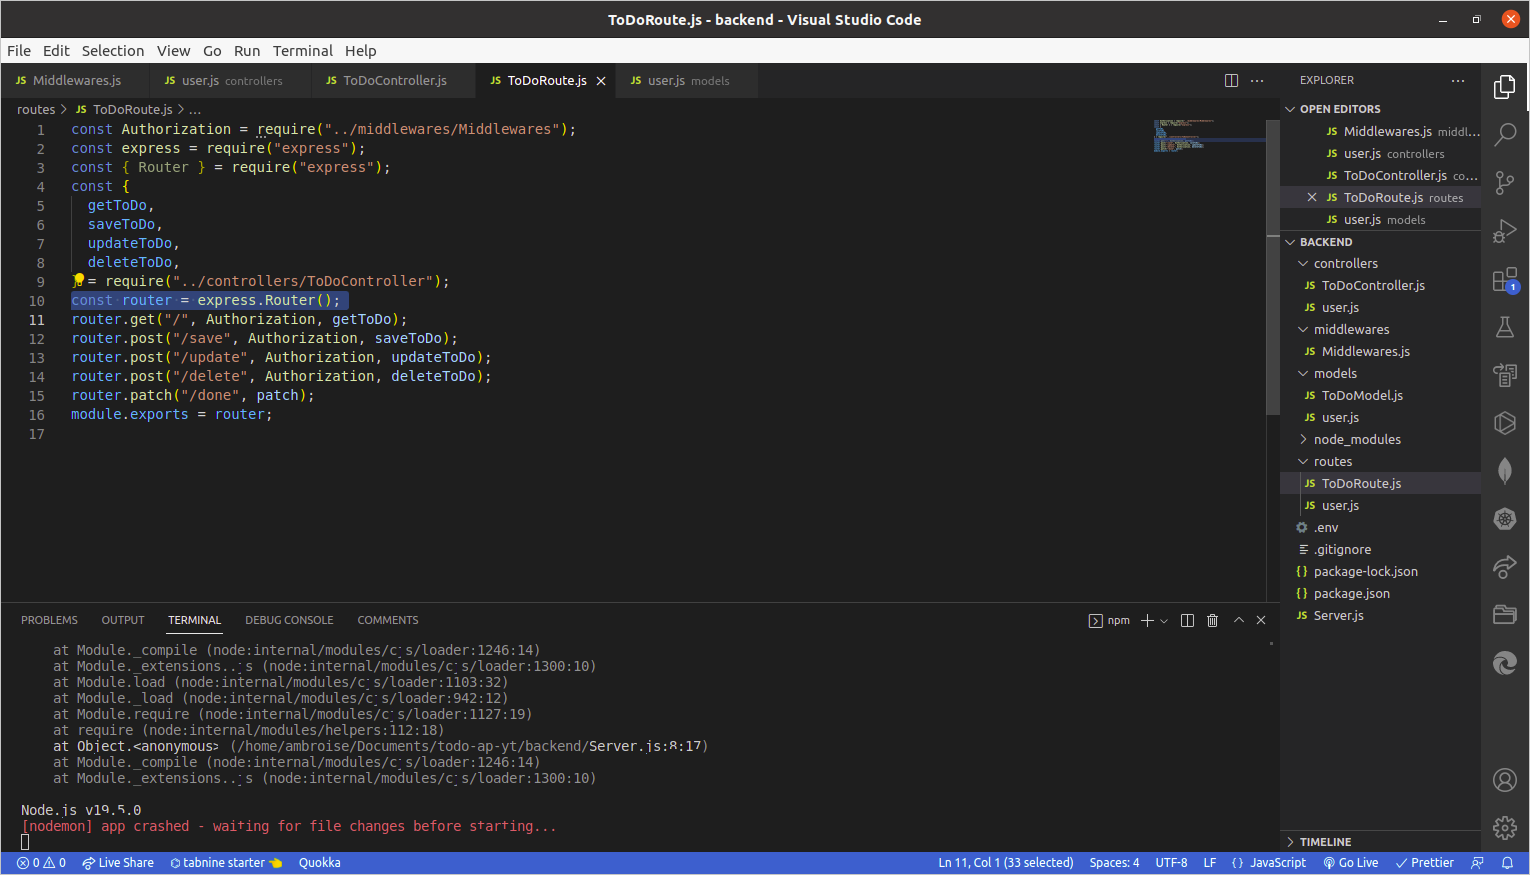 ToDoRoute.js - backend - Visual Studio Code
File Edit Selection View Go Run Terminal Help
JS Middlewares.js JS user.js controllers JS ToDoController.js JS ToDoRoute.js JS user.js models
routes > JS ToDoRoute.js > ...
1 const Authorization = require("../middlewares/Middlewares");
2 const express = require("express");
3 const { Router } = require("express");
4 const {
5 getToDo,
6 saveToDo,
7 updateToDo,
8 deleteToDo,
9 } = require("../controllers/ToDoController");
10 const router = express.Router();
11 router.get("/", Authorization, getToDo);
12 router.post("/save", Authorization, saveToDo);
13 router.post("/update", Authorization, updateToDo);
14 router.post("/delete", Authorization, deleteToDo);
15 router.patch("/done", patch);
16 module.exports = router;
17
PROBLEMS OUTPUT TERMINAL DEBUG CONSOLE COMMENTS
npm
at Module._compile (node:internal/modules/cjs/loader:1246:14)
at Module._extensions..js (node:internal/modules/cjs/loader:1300:10)
at Module.load (node:internal/modules/cjs/loader:1103:32)
at Module._load (node:internal/modules/cjs/loader:942:12)
at Module.require (node:internal/modules/cjs/loader:1127:19)
at require (node:internal/modules/helpers:112:18)
at Object.<anonymous> (/home/ambroise/Documents/todo-ap-yt/backend/Server.js:8:17)
at Module._compile (node:internal/modules/cjs/loader:1246:14)
at Module._extensions..js (node:internal/modules/cjs/loader:1300:10)
Node.js v19.5.0
[nodemon] app crashed - waiting for file changes before starting...
EXPLORER
OPEN EDITORS
JS Middlewares.js middl...
JS user.js controllers
JS ToDoController.js co...
JS ToDoRoute.js routes
JS user.js models
BACKEND
controllers
JS ToDoController.js
JS user.js
middlewares
JS Middlewares.js
models
JS ToDoModel.js
JS user.js
node_modules
routes
JS ToDoRoute.js
JS user.js
.env
.gitignore
{} package-lock.json
{} package.json
JS Server.js
TIMELINE
1
0 0 Live Share tabnine starter Quokka Ln 11, Col 1 (33 selected) Spaces: 4 UTF-8 LF {} JavaScript Go Live Prettier